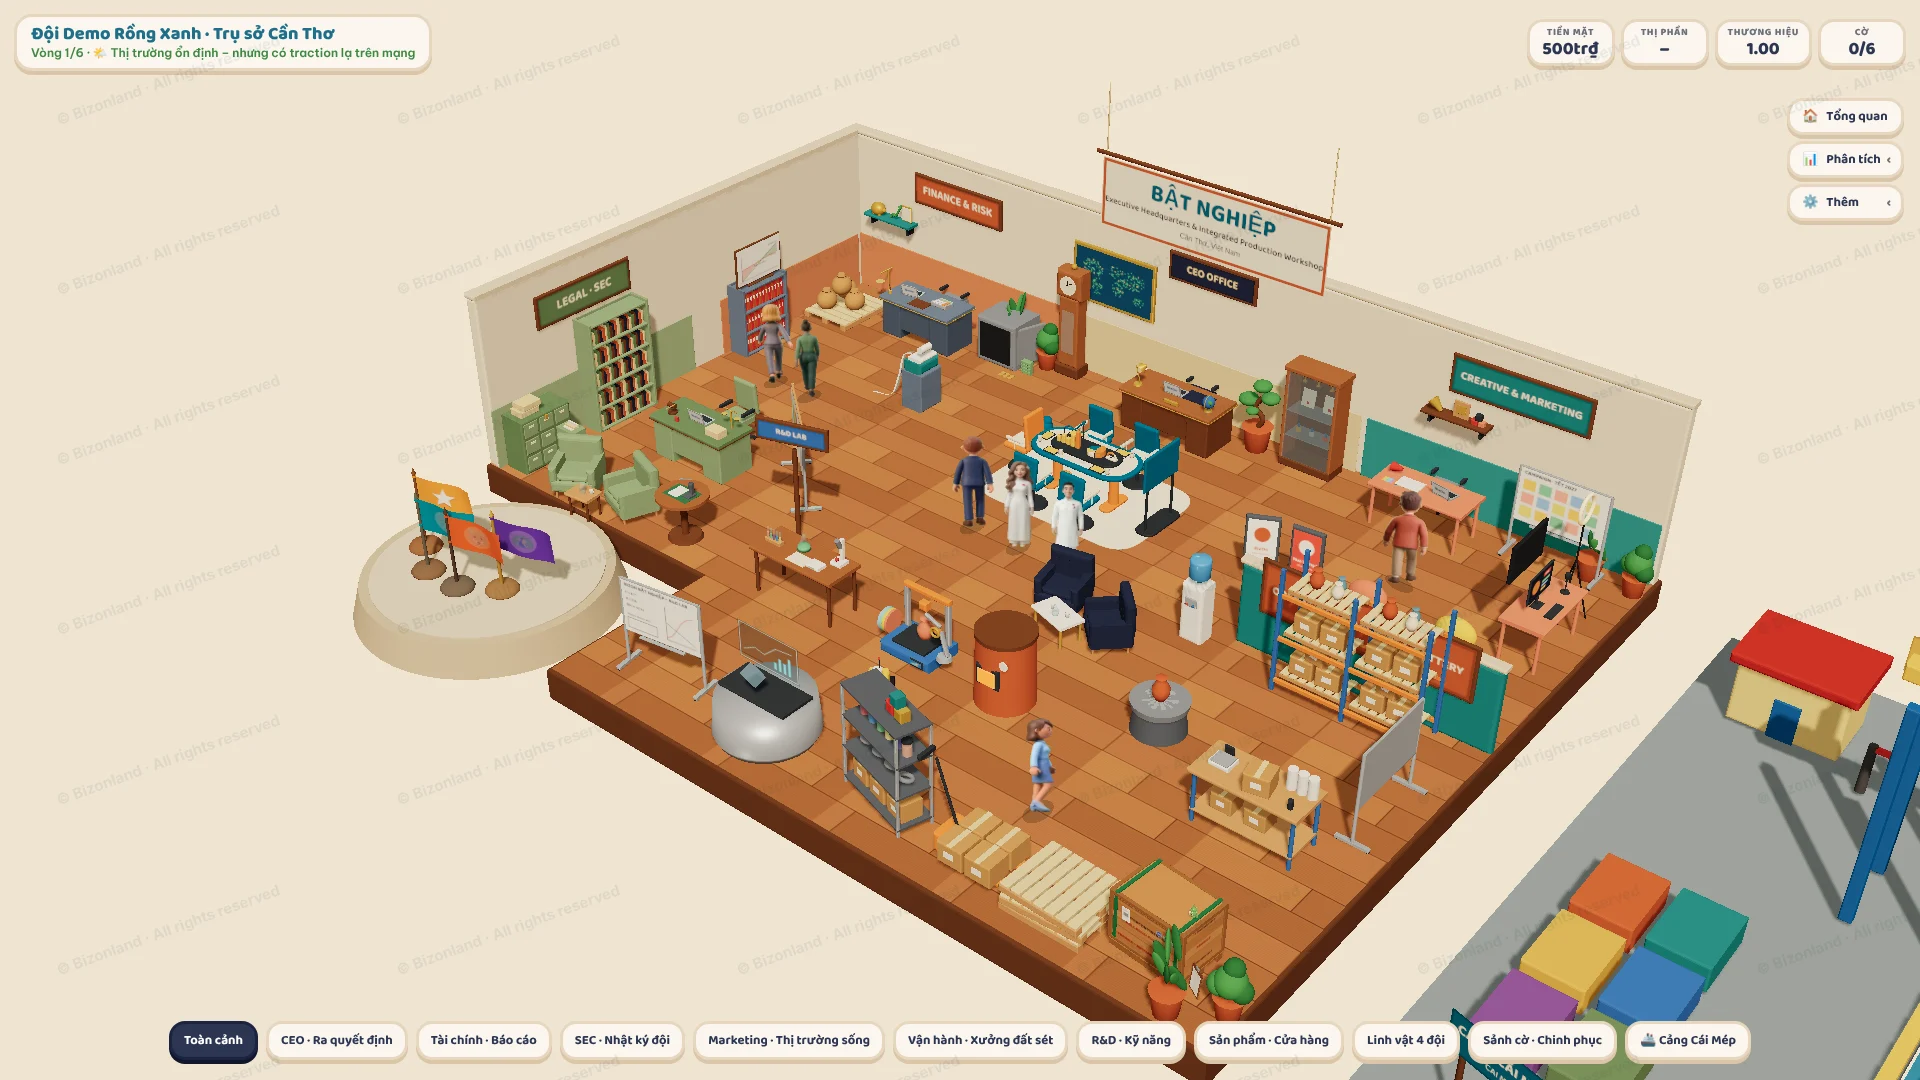 Đội Demo Rồng Xanh · Trụ sở Cần Thơ
Vòng 1/6 · 🌤️ Thị trường ổn định – nhưng có traction lạ trên mạng
TIỀN MẶT
500trđ
THỊ PHẦN
–
THƯƠNG HIỆU
1.00
CỜ
0/6
🏠 Tổng quan
📊 Phân tích ‹
⚙️ Thêm ‹
© Bizonland · All rights reserved
FINANCE & RISK
BẬT NGHIỆP
Executive Headquarters & Integrated Production Workshop
Cần Thơ, Việt Nam
CEO OFFICE
LEGAL · SEC
CREATIVE & MARKETING
R&D LAB
Toàn cảnh
CEO · Ra quyết định
Tài chính · Báo cáo
SEC · Nhật ký đội
Marketing · Thị trường sống
Vận hành · Xưởng đất sét
R&D · Kỹ năng
Sản phẩm · Cửa hàng
Linh vật 4 đội
Sảnh cờ · Chinh phục
🚢 Cảng Cái Mép